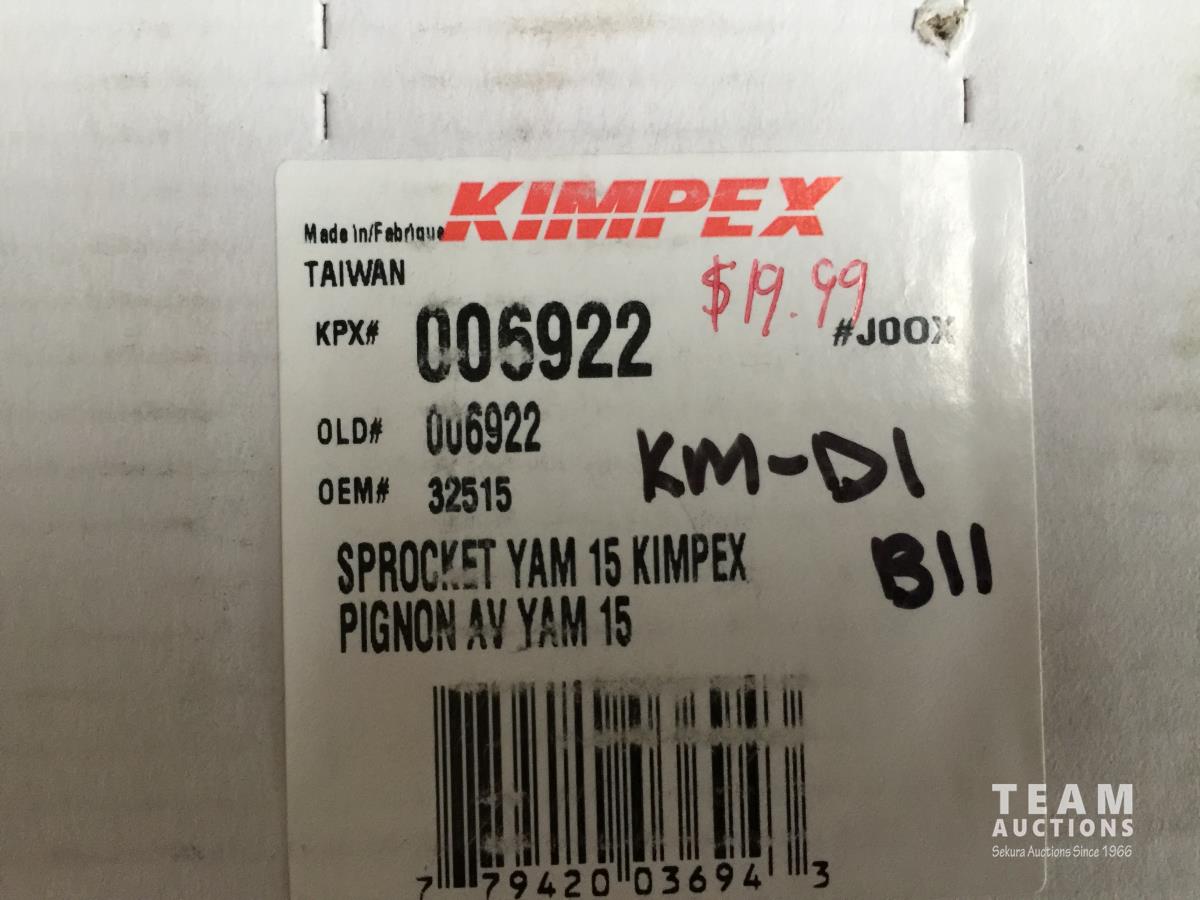 KIMPEX
Made in/Fabrique
TAIWAN
$19.99
KPX# 006922 #J00X
OLD# 006922
KM-D1
OEM# 32515
B11
SPROCKET YAM 15 KIMPEX
PIGNON AV YAM 15
7 79420 03694 3
TEAM
AUCTIONS
Sekura Auctions Since 1966